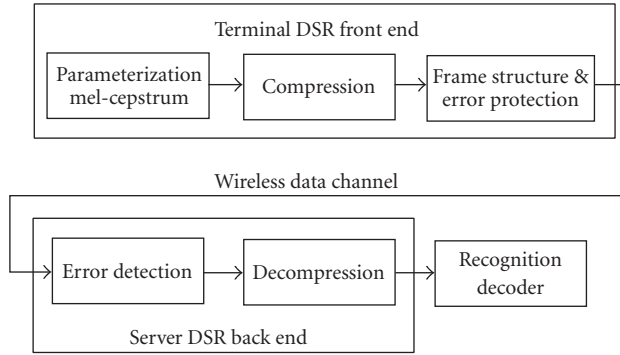 Terminal DSR front end
Parameterization
mel-cepstrum
Compression
Frame structure &
error protection
Wireless data channel
Error detection
Decompression
Recognition
decoder
Server DSR back end